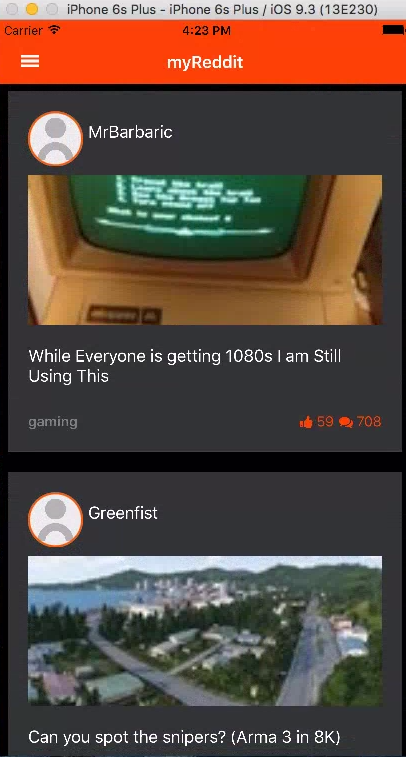 iPhone 6s Plus - iPhone 6s Plus / iOS 9.3 (13E230)
Carrier
4:23 PM
myReddit
MrBarbaric
While Everyone is getting 1080s I am Still
Using This
gaming
59
708
Greenfist
Can you spot the snipers? (Arma 3 in 8K)